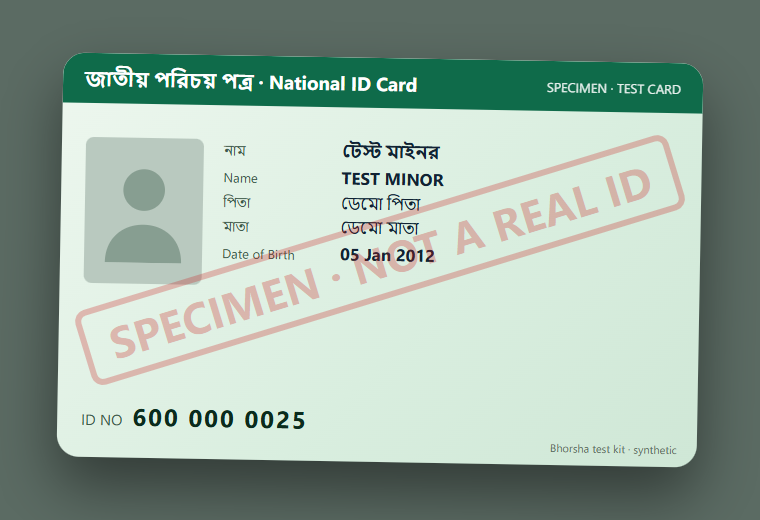 জাতীয় পরিচয় পত্র · National ID Card
SPECIMEN · TEST CARD
নাম টেস্ট মাইনর
Name TEST MINOR
পিতা ডেমো পিতা
মাতা ডেমো মাতা
Date of Birth 05 Jan 2012
SPECIMEN · NOT A REAL ID
ID NO 600 000 0025
Bhorsha test kit · synthetic